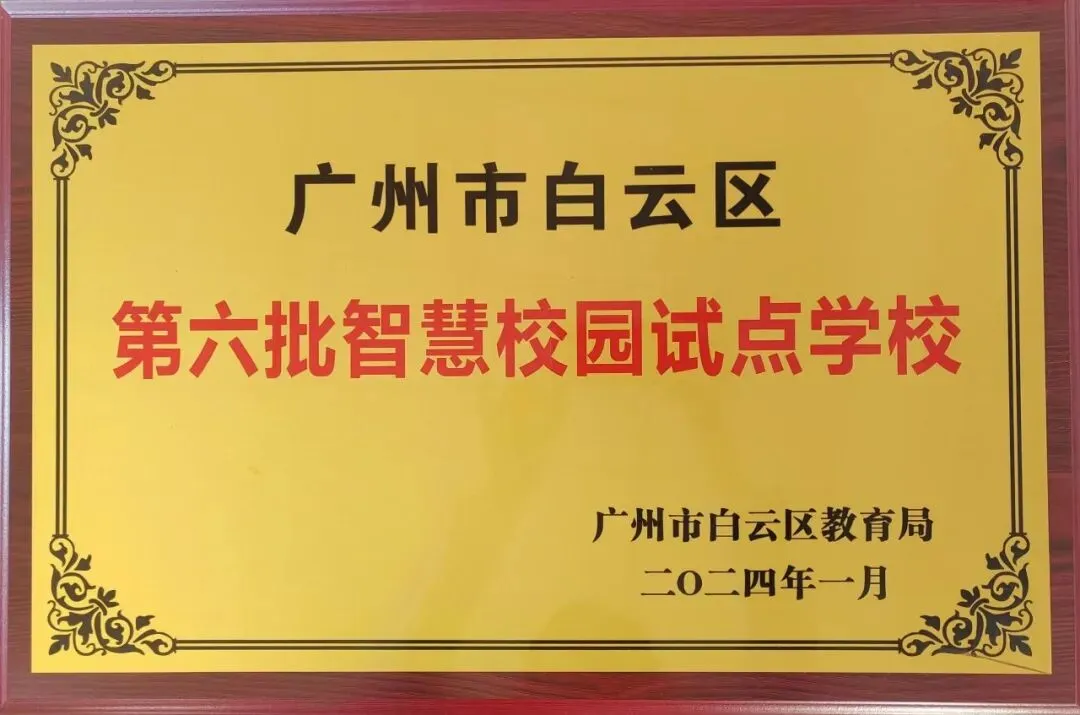 广州市白云区
第六批智慧校园试点学校
广州市白云区教育局
二O二四年一月